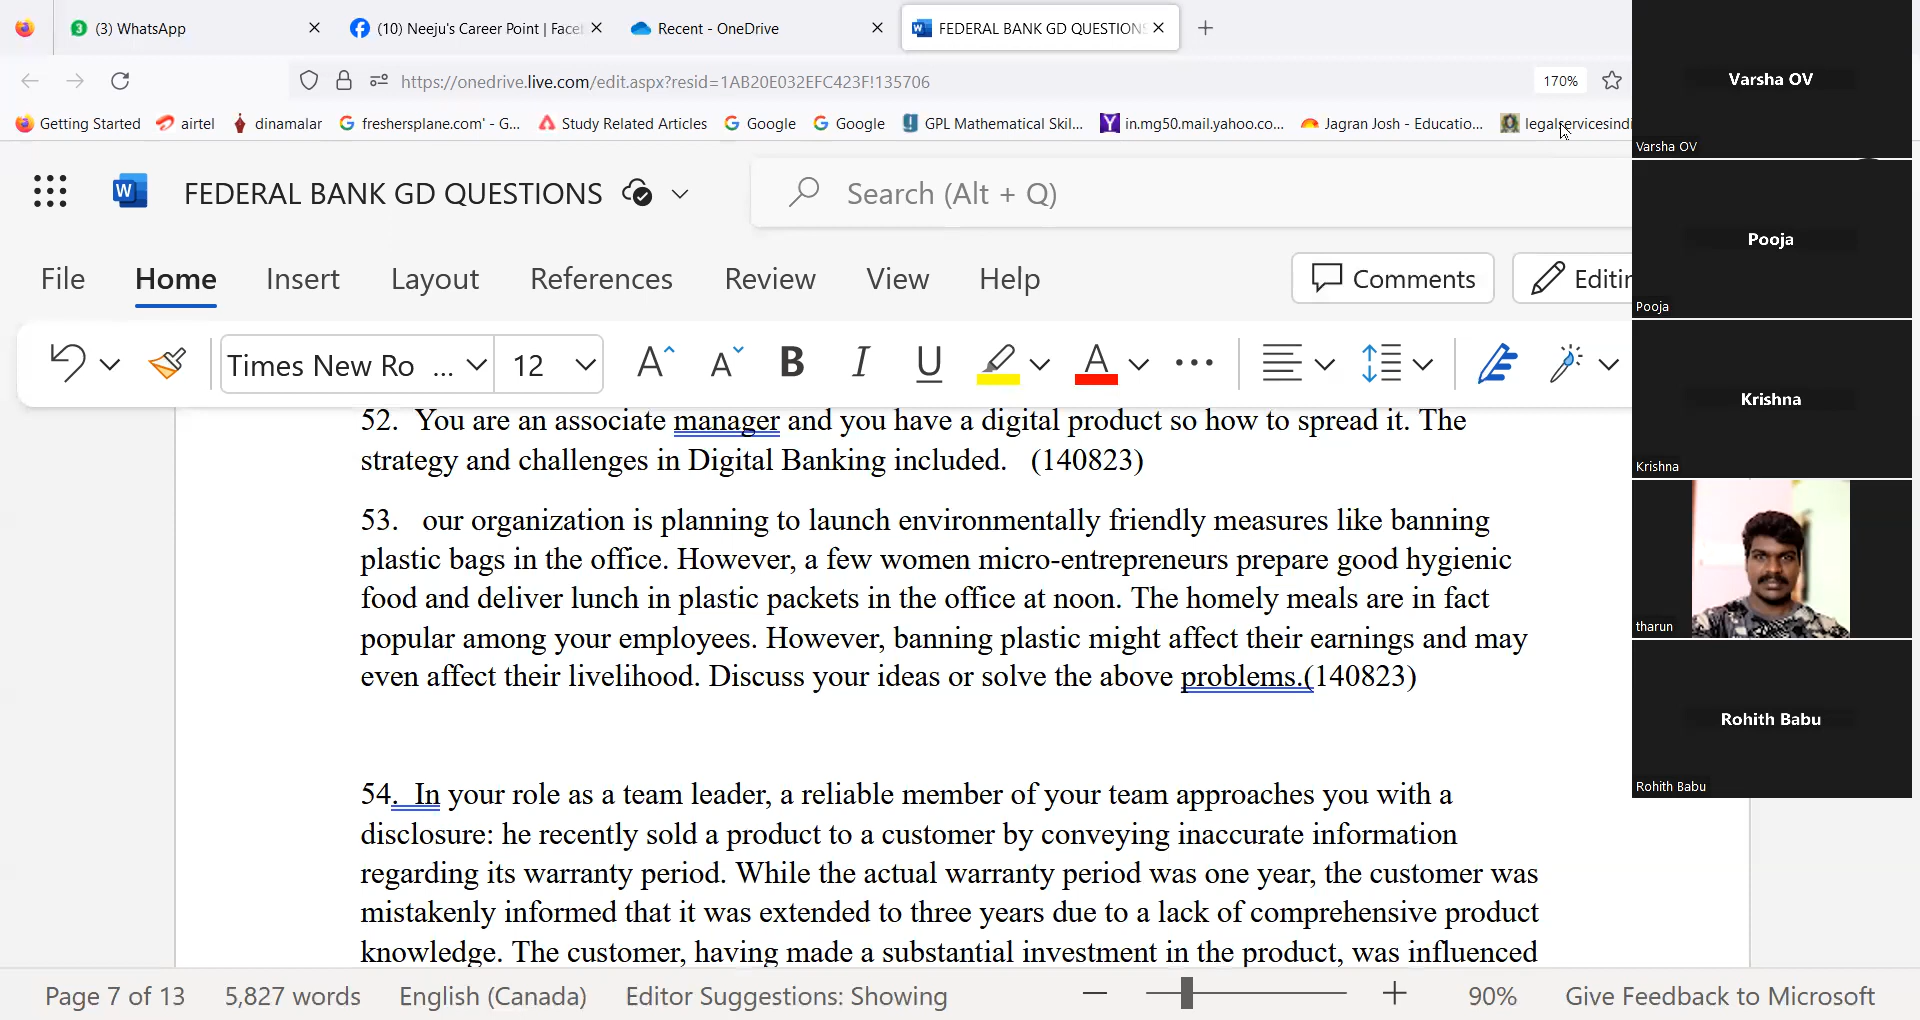 (3) WhatsApp
(10) Neeju's Career Point | Face
Recent - OneDrive
FEDERAL BANK GD QUESTIONS
https://onedrive.live.com/edit.aspx?resid=1AB20E032EFC423F!135706
170%
Getting Started
airtel
dinamalar
freshersplane.com' - G...
Study Related Articles
Google
Google
GPL Mathematical Skil...
in.mg50.mail.yahoo.co...
Jagran Josh - Educatio...
legalservicesindi
FEDERAL BANK GD QUESTIONS
Search (Alt + Q)
File Home Insert Layout References Review View Help
Comments
Editin
Times New Ro ...
12
52. You are an associate manager and you have a digital product so how to spread it. The
strategy and challenges in Digital Banking included. (140823)
53. our organization is planning to launch environmentally friendly measures like banning
plastic bags in the office. However, a few women micro-entrepreneurs prepare good hygienic
food and deliver lunch in plastic packets in the office at noon. The homely meals are in fact
popular among your employees. However, banning plastic might affect their earnings and may
even affect their livelihood. Discuss your ideas or solve the above problems.(140823)
54. In your role as a team leader, a reliable member of your team approaches you with a
disclosure: he recently sold a product to a customer by conveying inaccurate information
regarding its warranty period. While the actual warranty period was one year, the customer was
mistakenly informed that it was extended to three years due to a lack of comprehensive product
knowledge. The customer, having made a substantial investment in the product, was influenced
Page 7 of 13
5,827 words
English (Canada)
Editor Suggestions: Showing
90%
Give Feedback to Microsoft
Varsha OV
Varsha OV
Pooja
Pooja
Krishna
Krishna
tharun
Rohith Babu
Rohith Babu